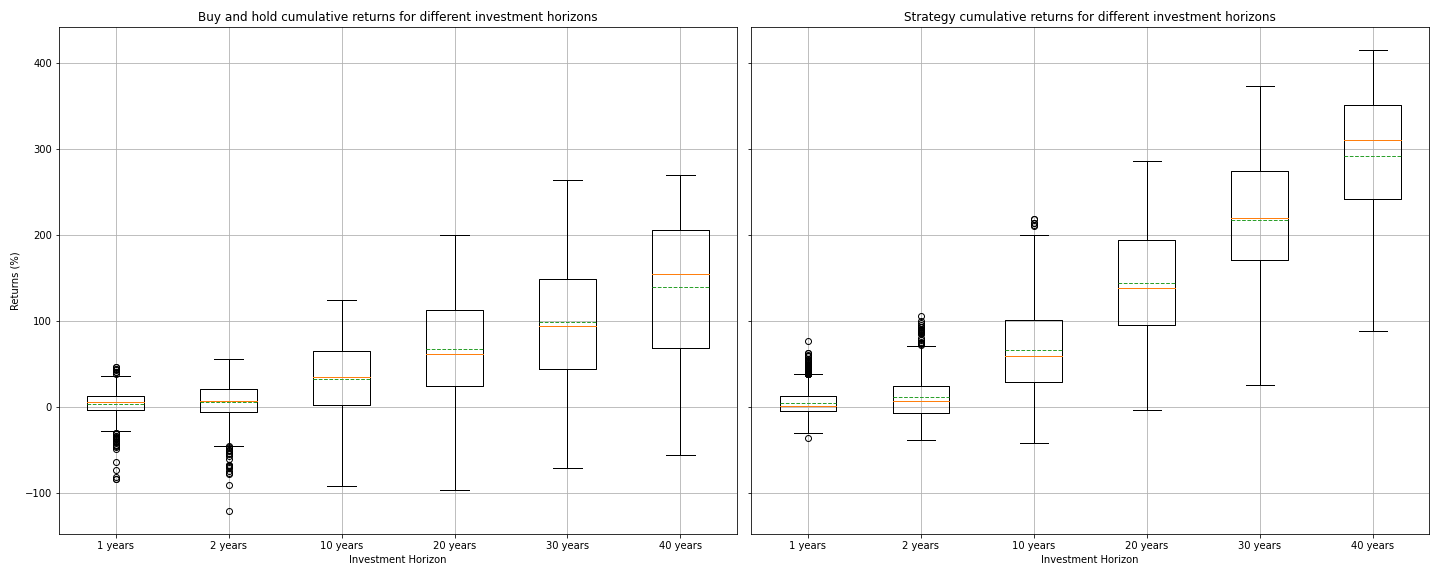 Buy and hold cumulative returns for different investment horizons
Strategy cumulative returns for different investment horizons
Returns (%)
400
300
200
100
0
−100
1 years 2 years 10 years 20 years 30 years 40 years
Investment Horizon
1 years 2 years 10 years 20 years 30 years 40 years
Investment Horizon